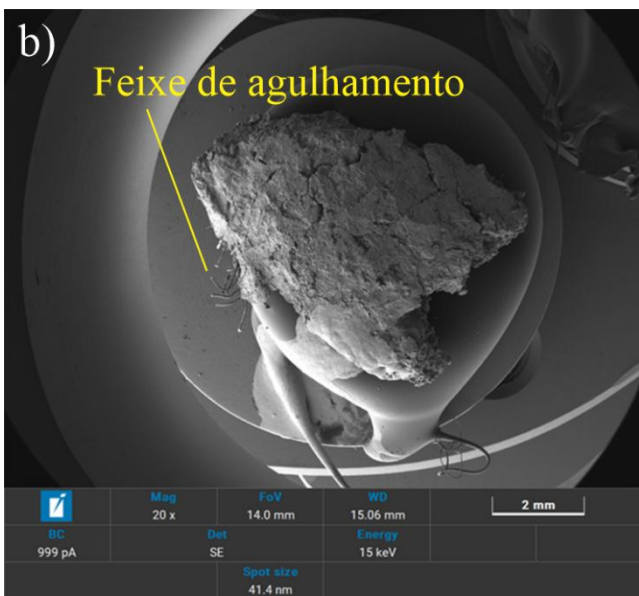 b)
Feixe de agulhamento
Mag FoV WD
20 x 14.0 mm 15.06 mm 2 mm
BC Det Energy
999 pA SE 15 keV
Spot size
41.4 nm